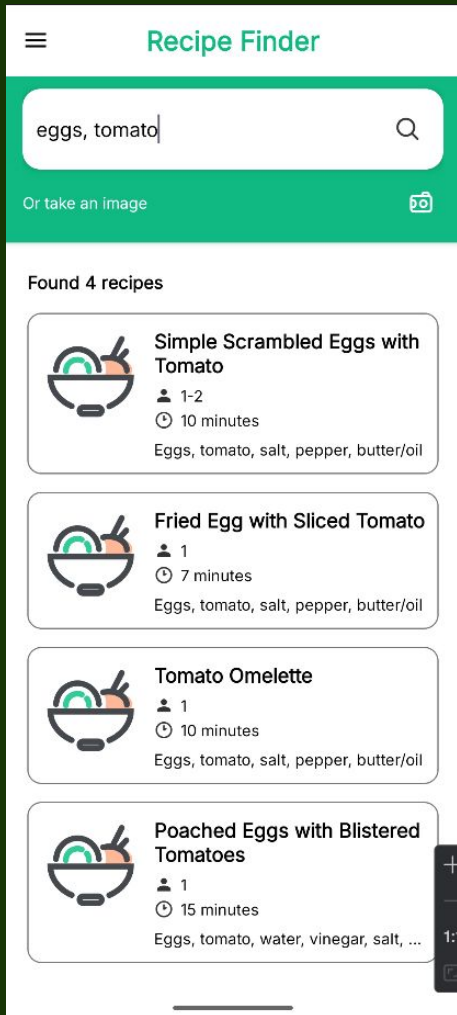 Recipe Finder
eggs, tomato
Or take an image
Found 4 recipes
Simple Scrambled Eggs with
Tomato
1-2
10 minutes
Eggs, tomato, salt, pepper, butter/oil
Fried Egg with Sliced Tomato
1
7 minutes
Eggs, tomato, salt, pepper, butter/oil
Tomato Omelette
1
10 minutes
Eggs, tomato, salt, pepper, butter/oil
Poached Eggs with Blistered
Tomatoes
1
15 minutes
Eggs, tomato, water, vinegar, salt, ...